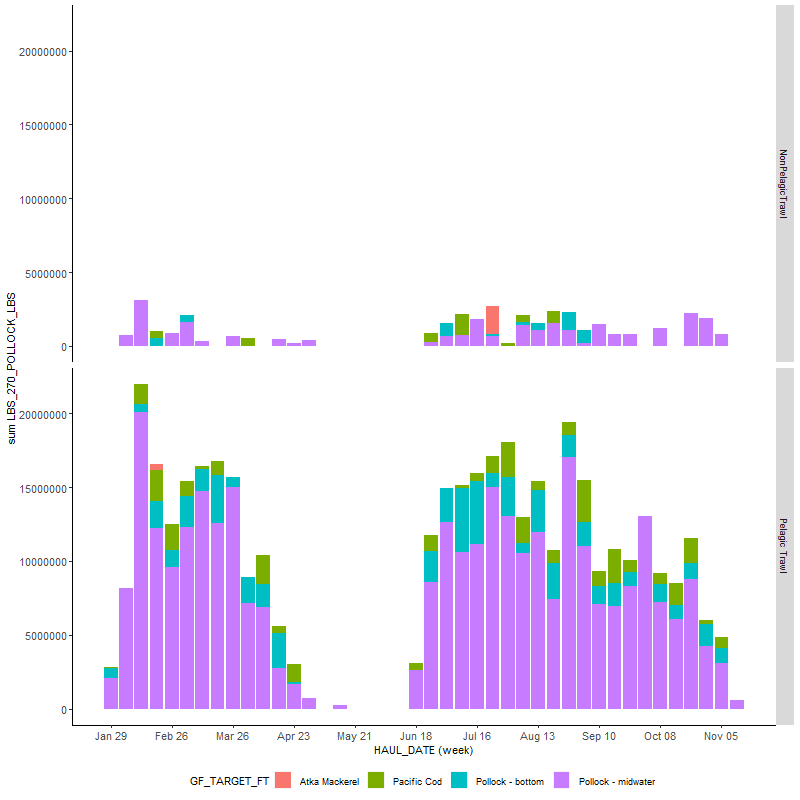 20000000
15000000
10000000
5000000
0
NonPelagicTrawl
sum LBS_270_POLLOCK_LBS
20000000
15000000
10000000
5000000
0
Pelagic Trawl
Jan 29 Feb 26 Mar 26 Apr 23 May 21 Jun 18 Jul 16 Aug 13 Sep 10 Oct 08 Nov 05
HAUL_DATE (week)
GF_TARGET_FT Atka Mackerel Pacific Cod Pollock - bottom Pollock - midwater